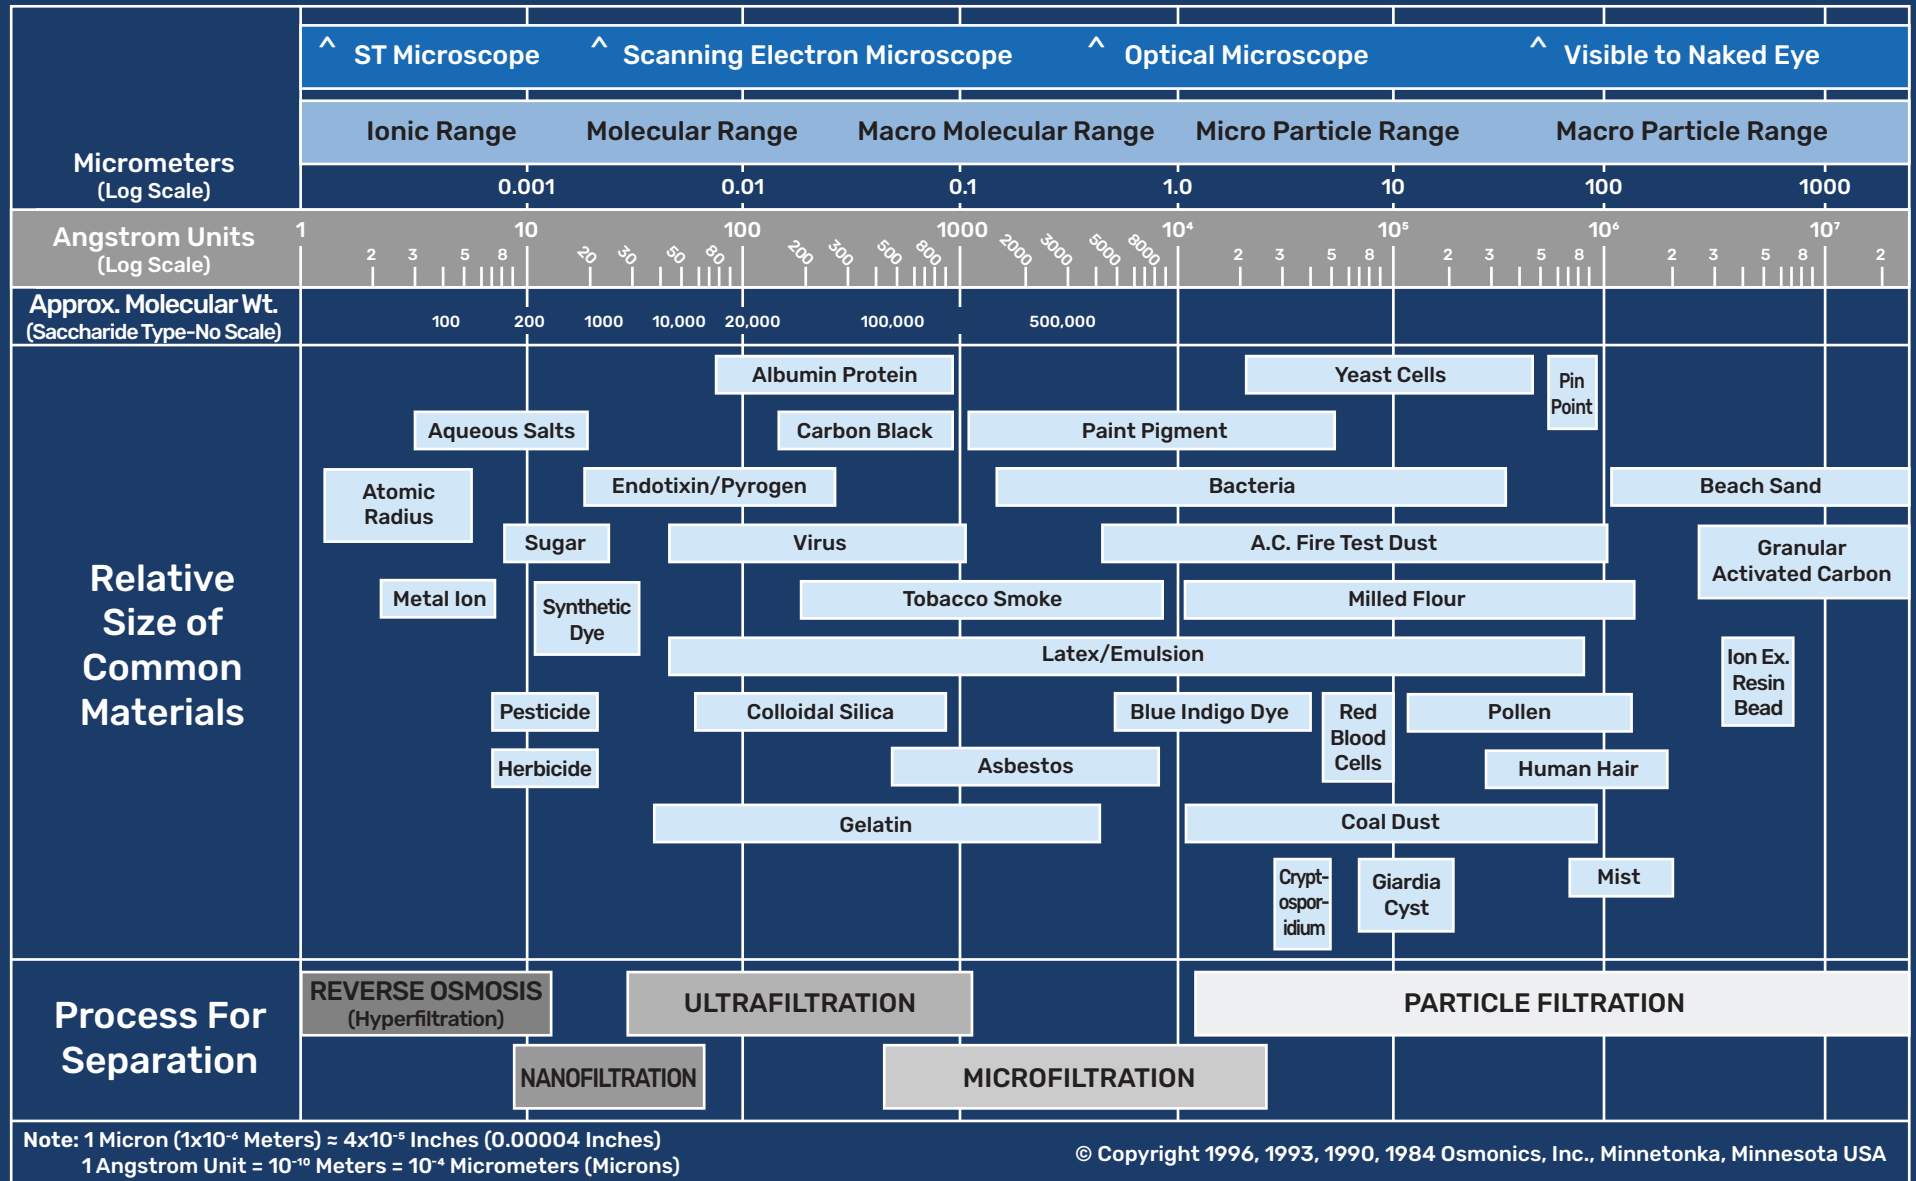 ^ ST Microscope ^ Scanning Electron Microscope ^ Optical Microscope ^ Visible to Naked Eye
Ionic Range Molecular Range Macro Molecular Range Micro Particle Range Macro Particle Range
Micrometers
(Log Scale)
0.001 0.01 0.1 1.0 10 100 1000
Angstrom Units
(Log Scale)
1 10 100 1000 10⁴ 10⁵ 10⁶ 10⁷
2 3 5 8 20 30 50 80 200 300 500 800 2000 3000 5000 8000 2 3 5 8 2 3 5 8 2 3 5 8 2
Approx. Molecular Wt.
(Saccharide Type-No Scale)
100 200 1000 10,000 20,000 100,000 500,000
Relative
Size of
Common
Materials
Albumin Protein
Yeast Cells
Pin
Point
Aqueous Salts
Carbon Black
Paint Pigment
Atomic
Radius
Endotixin/Pyrogen
Bacteria
Beach Sand
Sugar
Virus
A.C. Fire Test Dust
Granular
Activated Carbon
Metal Ion
Synthetic
Dye
Tobacco Smoke
Milled Flour
Latex/Emulsion
Ion Ex.
Resin
Bead
Pesticide
Colloidal Silica
Blue Indigo Dye
Red
Blood
Cells
Pollen
Herbicide
Asbestos
Human Hair
Gelatin
Coal Dust
Crypt-
ospor-
idium
Giardia
Cyst
Mist
Process For
Separation
REVERSE OSMOSIS
(Hyperfiltration)
ULTRAFILTRATION
PARTICLE FILTRATION
NANOFILTRATION
MICROFILTRATION
Note: 1 Micron (1x10⁻⁶ Meters) ≈ 4x10⁻⁵ Inches (0.00004 Inches)
1 Angstrom Unit = 10⁻¹⁰ Meters = 10⁻⁴ Micrometers (Microns)
© Copyright 1996, 1993, 1990, 1984 Osmonics, Inc., Minnetonka, Minnesota USA